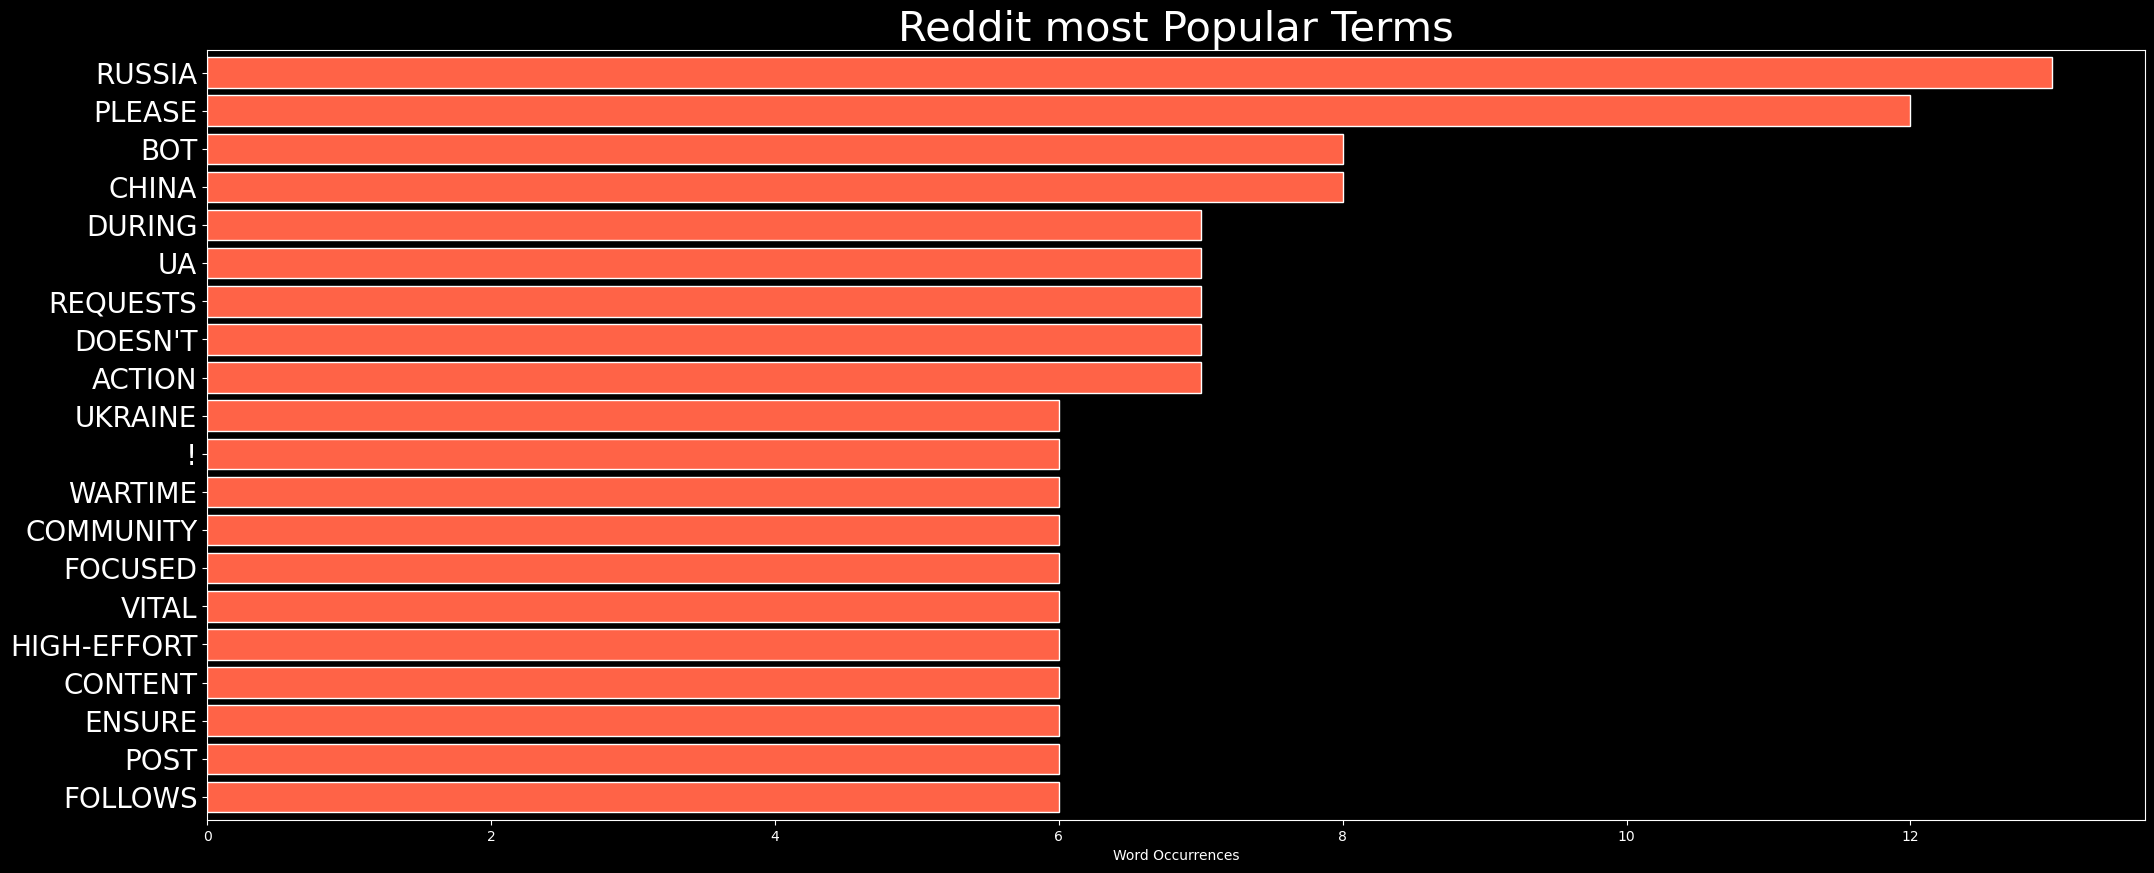 Reddit most Popular Terms
RUSSIA
PLEASE
BOT
CHINA
DURING
UA
REQUESTS
DOESN'T
ACTION
UKRAINE
!
WARTIME
COMMUNITY
FOCUSED
VITAL
HIGH-EFFORT
CONTENT
ENSURE
POST
FOLLOWS
0 2 4 6 8 10 12
Word Occurrences